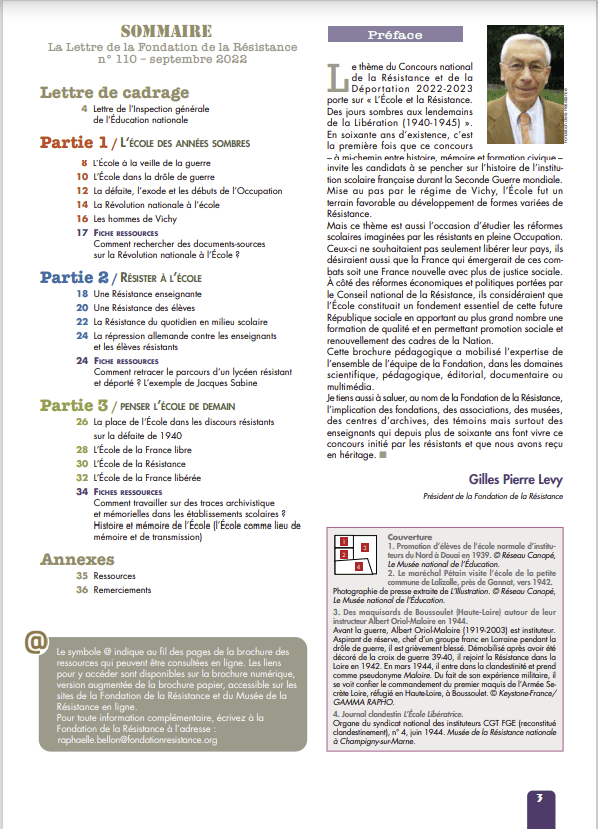 SOMMAIRE
La Lettre de la Fondation de la Résistance
n° 110 – septembre 2022
Lettre de cadrage
4 Lettre de l'Inspection générale
de l'Éducation nationale
Partie 1 / L'ÉCOLE DES ANNÉES SOMBRES
8 L'École à la veille de la guerre
10 L'École dans la drôle de guerre
12 La défaite, l'exode et les débuts de l'Occupation
14 La Révolution nationale à l'école
16 Les hommes de Vichy
17 FICHE RESSOURCES
Comment rechercher des documents-sources
sur la Révolution nationale à l'École ?
Partie 2 / RÉSISTER À L'ÉCOLE
18 Une Résistance enseignante
20 Une Résistance des élèves
22 La Résistance du quotidien en milieu scolaire
24 La répression allemande contre les enseignants
et les élèves résistants
24 FICHE RESSOURCES
Comment retracer le parcours d'un lycéen résistant
et déporté ? L'exemple de Jacques Sabine
Partie 3 / PENSER L'ÉCOLE DE DEMAIN
26 La place de l'École dans les discours résistants
sur la défaite de 1940
28 L'École de la France libre
30 L'École de la Résistance
32 L'École de la France libérée
34 FICHES RESSOURCES
Comment travailler sur des traces archivistique
et mémorielles dans les établissements scolaires ?
Histoire et mémoire de l'École (l'École comme lieu de
mémoire et de transmission)
Annexes
35 Ressources
36 Remerciements
@
Le symbole @ indique au fil des pages de la brochure des
ressources qui peuvent être consultées en ligne. Les liens
pour y accéder sont disponibles sur la brochure numérique,
version augmentée de la brochure papier, accessible sur les
sites de la Fondation de la Résistance et du Musée de la
Résistance en ligne.
Pour toute information complémentaire, écrivez à la
Fondation de la Résistance à l'adresse :
raphaelle.bellon@fondationresistance.org
Préface
Le thème du Concours national
de la Résistance et de la
Déportation 2022-2023
porte sur « L'École et la Résistance.
Des jours sombres aux lendemains
de la Libération (1940-1945) ».
En soixante ans d'existence, c'est
la première fois que ce concours
– à mi-chemin entre histoire, mémoire et formation civique –
invite les candidats à se pencher sur l'histoire de l'institu-
tion scolaire française durant la Seconde Guerre mondiale.
Mise au pas par le régime de Vichy, l'École fut un
terrain favorable au développement de formes variées de
Résistance.
Mais ce thème est aussi l'occasion d'étudier les réformes
scolaires imaginées par les résistants en pleine Occupation.
Ceux-ci ne souhaitaient pas seulement libérer leur pays, ils
désiraient aussi que la France qui émergerait de ces com-
bats soit une France nouvelle avec plus de justice sociale.
À côté des réformes économiques et politiques portées par
le Conseil national de la Résistance, ils considéraient que
l'École constituait un fondement essentiel de cette future
République sociale en apportant au plus grand nombre une
formation de qualité et en permettant promotion sociale et
renouvellement des cadres de la Nation.
Cette brochure pédagogique a mobilisé l'expertise de
l'ensemble de l'équipe de la Fondation, dans les domaines
scientifique, pédagogique, éditorial, documentaire ou
multimédia.
Je tiens aussi à saluer, au nom de la Fondation de la Résistance,
l'implication des fondations, des associations, des musées,
des centres d'archives, des témoins mais surtout des
enseignants qui depuis plus de soixante ans font vivre ce
concours initié par les résistants et que nous avons reçu
en héritage.
Gilles Pierre Levy
Président de la Fondation de la Résistance
1
2
3
4
Couverture
1. Promotion d'élèves de l'école normale d'institu-
teurs du Nord à Douai en 1939. © Réseau Canopé,
Le Musée national de l'Éducation.
2. Le maréchal Pétain visite l'école de la petite
commune de Lalizolle, près de Gannat, vers 1942.
Photographie de presse extraite de L'Illustration. © Réseau Canopé,
Le Musée national de l'Éducation.
3. Des maquisards de Boussoulet (Haute-Loire) autour de leur
instructeur Albert Oriol-Maloire en 1944.
Avant la guerre, Albert Oriol-Maloire (1919-2003) est instituteur.
Aspirant de réserve, chef d'un groupe franc en Lorraine pendant la
drôle de guerre, il est grièvement blessé. Démobilisé après avoir été
décoré de la croix de guerre 39-40, il rejoint la Résistance dans la
Loire en 1942. En mars 1944, il entre dans la clandestinité et prend
comme pseudonyme Maloire. Du fait de son expérience militaire, il
se voit confier le commandement du premier maquis de l'Armée Se-
crète Loire, réfugié en Haute-Loire, à Boussoulet. © Keystone-France/
GAMMA RAPHO.
4. Journal clandestin L'École Libératrice.
Organe du syndicat national des instituteurs CGT FGE (reconstitué
clandestinement), n° 4, juin 1944. Musée de la Résistance nationale
à Champigny-sur-Marne.
3